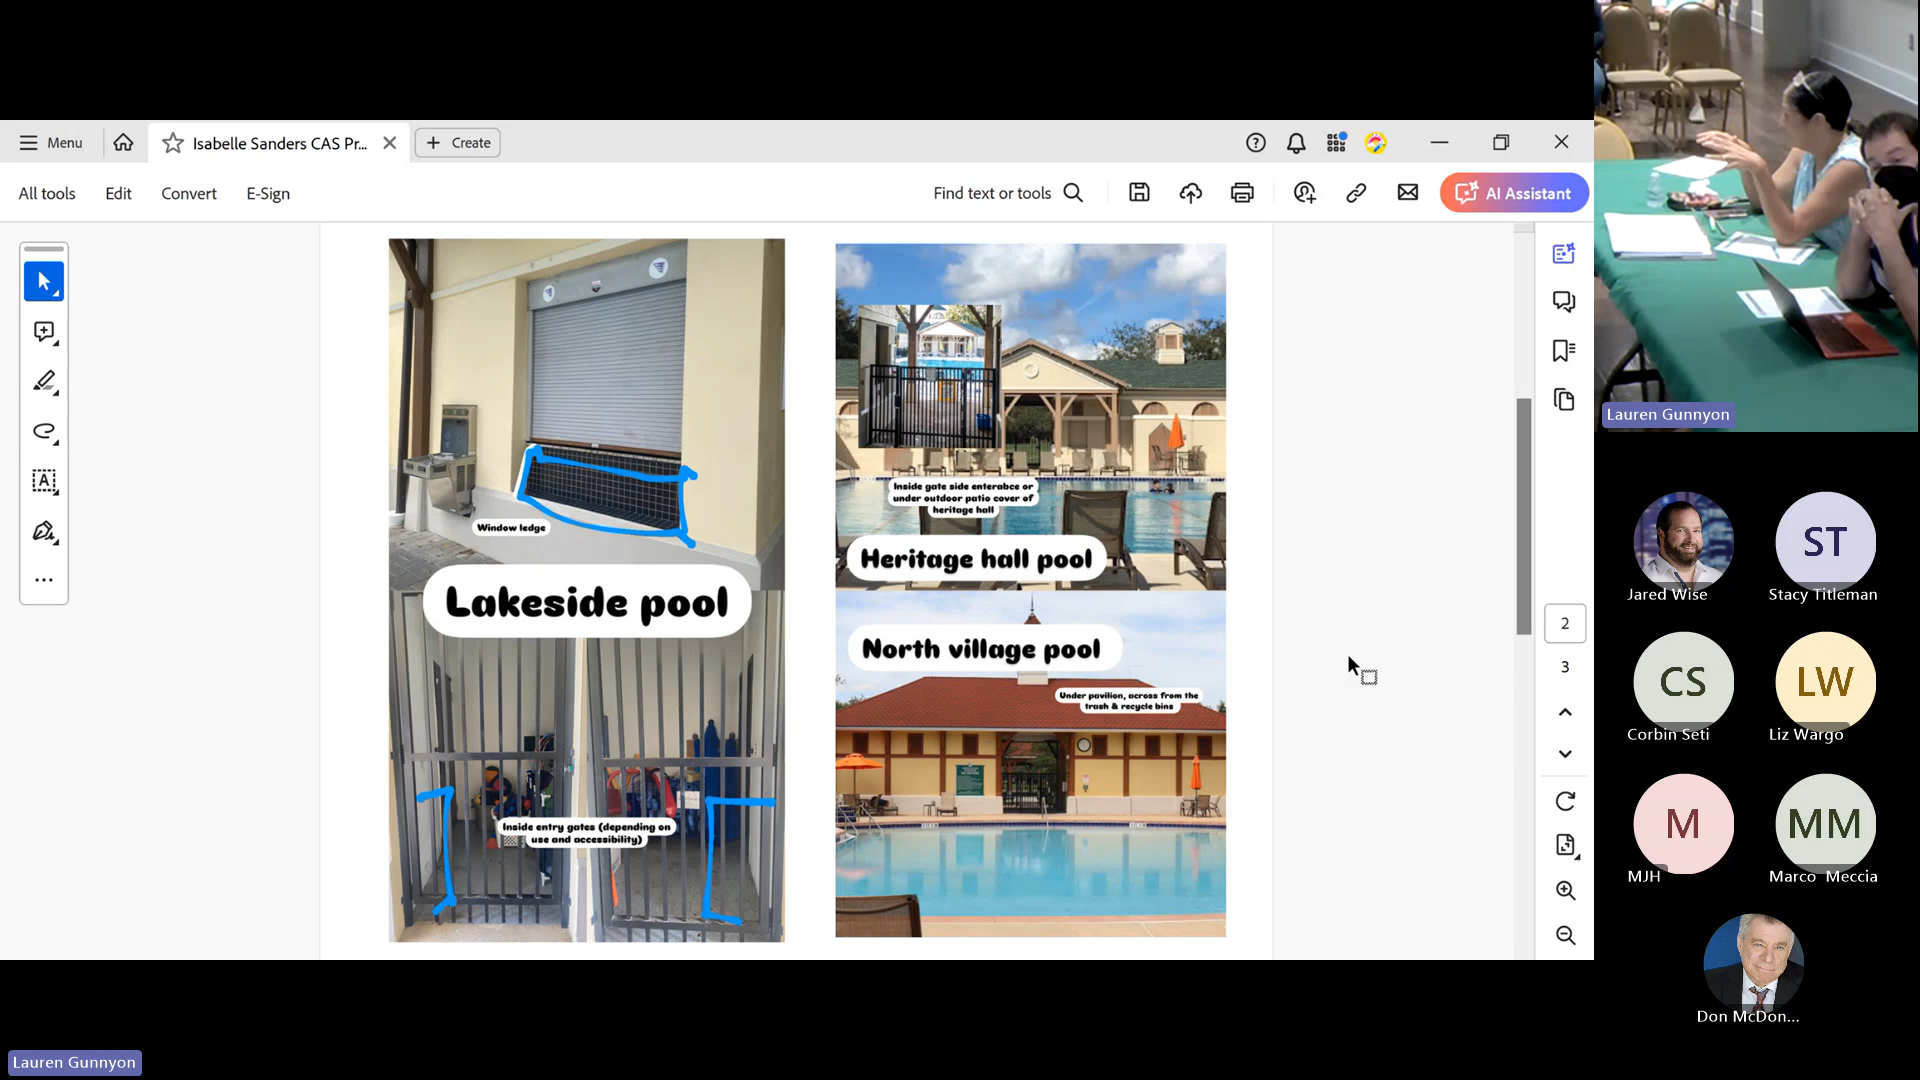 Menu
Isabelle Sanders CAS Pr...
Create
All tools
Edit
Convert
E-Sign
Find text or tools
AI Assistant
Window ledge
Lakeside pool
Inside entry gates (depending on
use and accessibility)
Inside gate side enterabce or
under outdoor patio cover of
heritage hall
Heritage hall pool
North village pool
Under pavilion, across from the
trash & recycle bins
2
3
Lauren Gunnyon
Jared Wise
ST
Stacy Titleman
CS
Corbin Seti
LW
Liz Wargo
M
MJH
MM
Marco Meccia
Don McDon...
Lauren Gunnyon